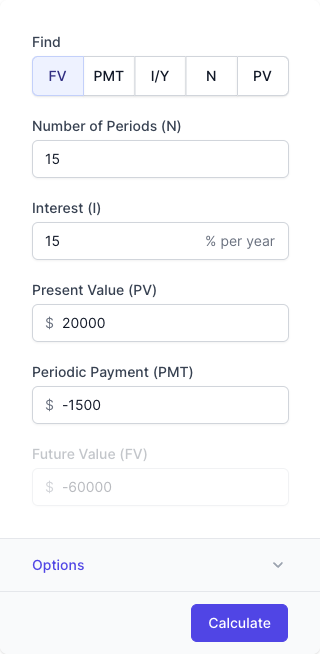 Find
FV PMT I/Y N PV
Number of Periods (N)
15
Interest (I)
15 % per year
Present Value (PV)
$ 20000
Periodic Payment (PMT)
$ -1500
Future Value (FV)
$ -60000
Options
Calculate